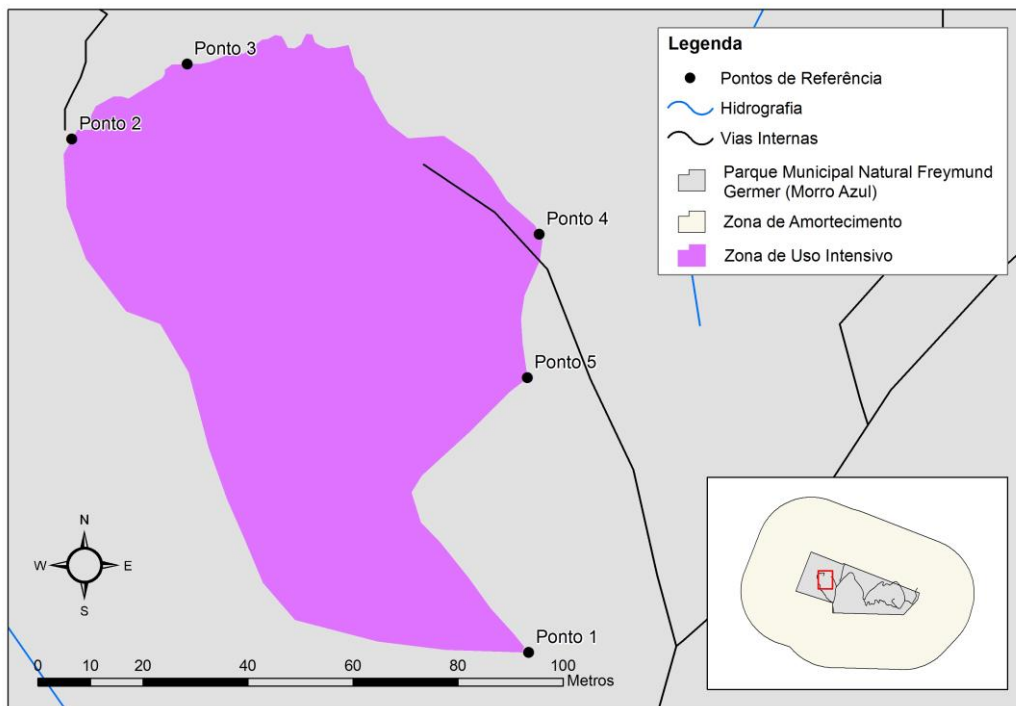 Ponto 3
Ponto 2
Ponto 4
Ponto 5
Ponto 1
Legenda
Pontos de Referência
Hidrografia
Vias Internas
Parque Municipal Natural Freymund
Germer (Morro Azul)
Zona de Amortecimento
Zona de Uso Intensivo
N
W E
S
0 10 20 40 60 80 100
Metros